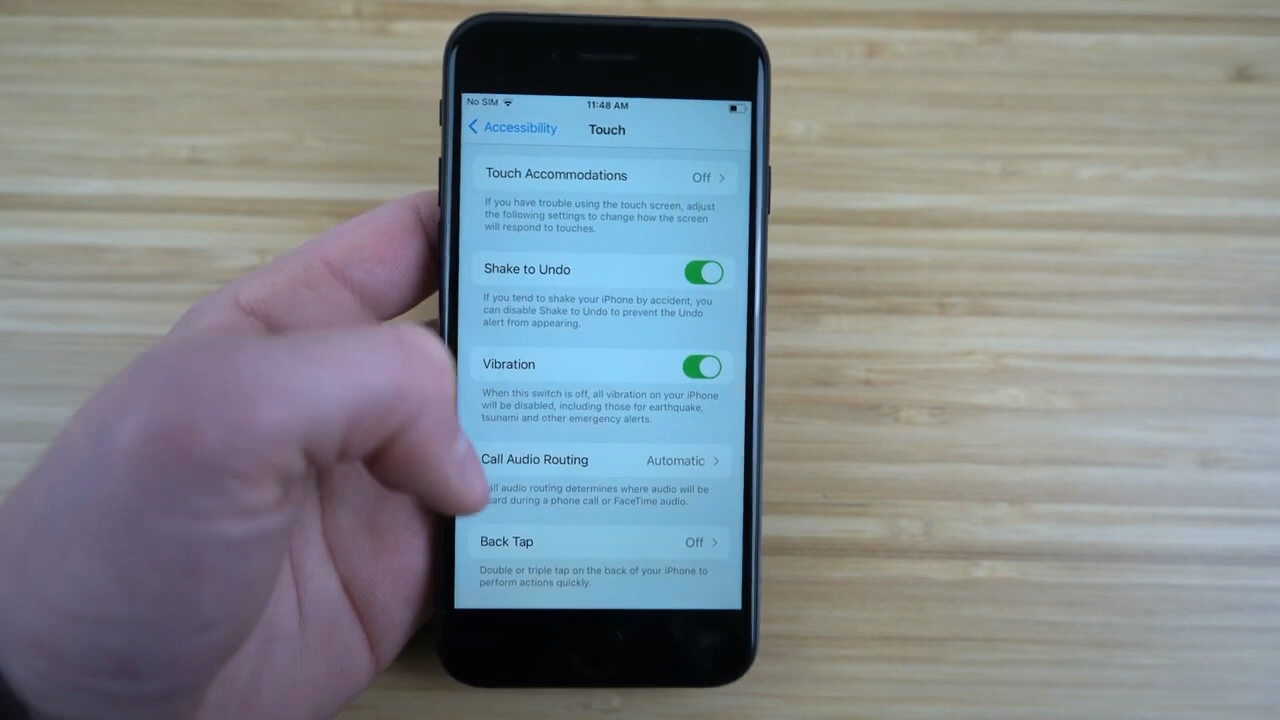 No SIM
11:48 AM
Accessibility
Touch
Touch Accommodations
Off
If you have trouble using the touch screen, adjust
the following settings to change how the screen
will respond to touches.
Shake to Undo
If you tend to shake your iPhone by accident, you
can disable Shake to Undo to prevent the Undo
alert from appearing.
Vibration
When this switch is off, all vibration on your iPhone
will be disabled, including those for earthquake,
tsunami and other emergency alerts.
Call Audio Routing
Automatic
audio routing determines where audio will be
during a phone call or FaceTime audio.
Back Tap
Off
Double or triple tap on the back of your iPhone to
perform actions quickly.